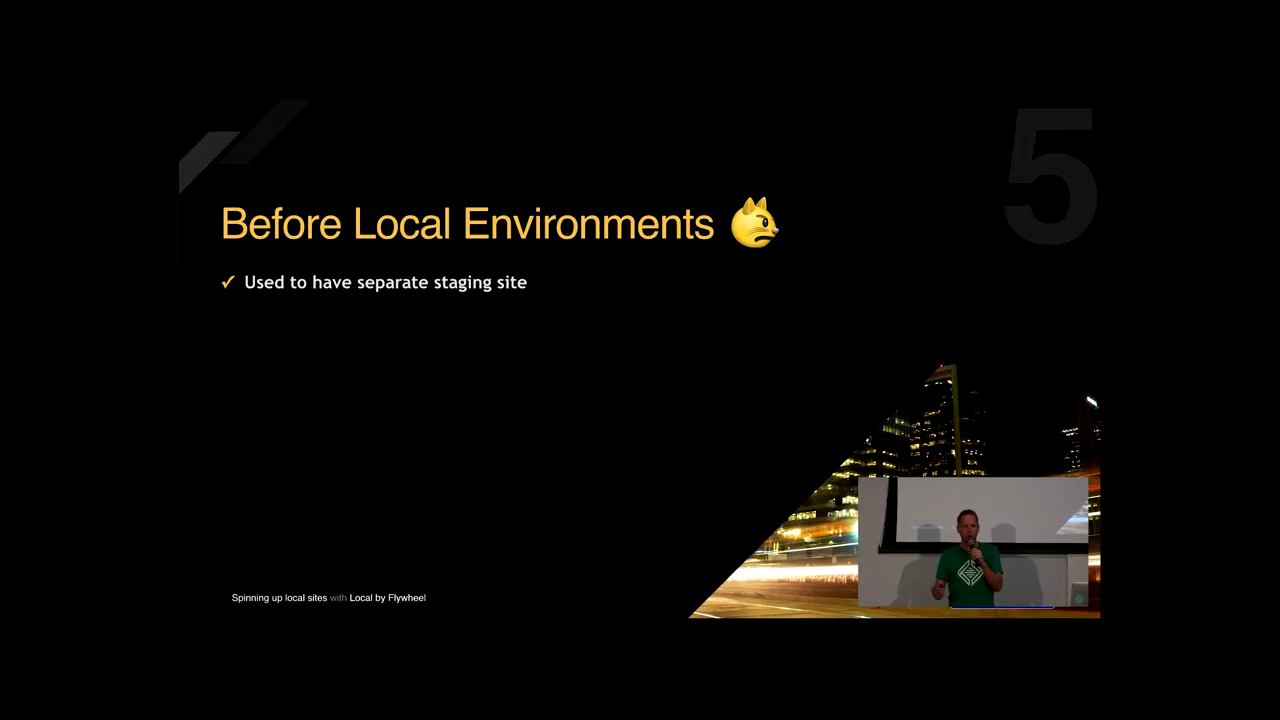 5
Before Local Environments 😾
✓ Used to have separate staging site
Spinning up local sites with Local by Flywheel